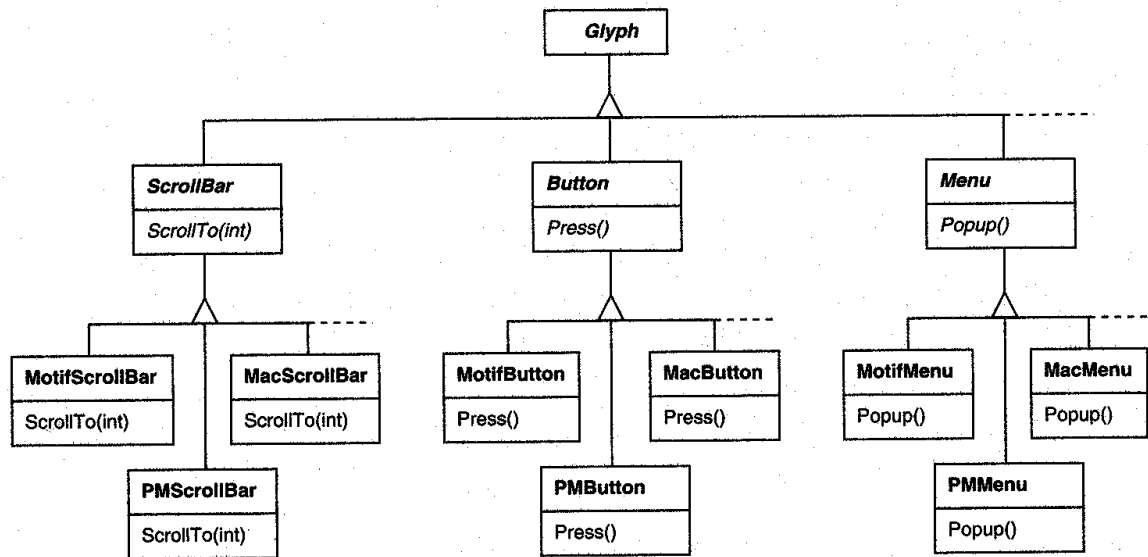 Glyph
ScrollBar
ScrollTo(int)
Button
Press()
Menu
Popup()
MotifScrollBar
ScrollTo(int)
MacScrollBar
ScrollTo(int)
PMScrollBar
ScrollTo(int)
MotifButton
Press()
MacButton
Press()
PMButton
Press()
MotifMenu
Popup()
MacMenu
Popup()
PMMenu
Popup()